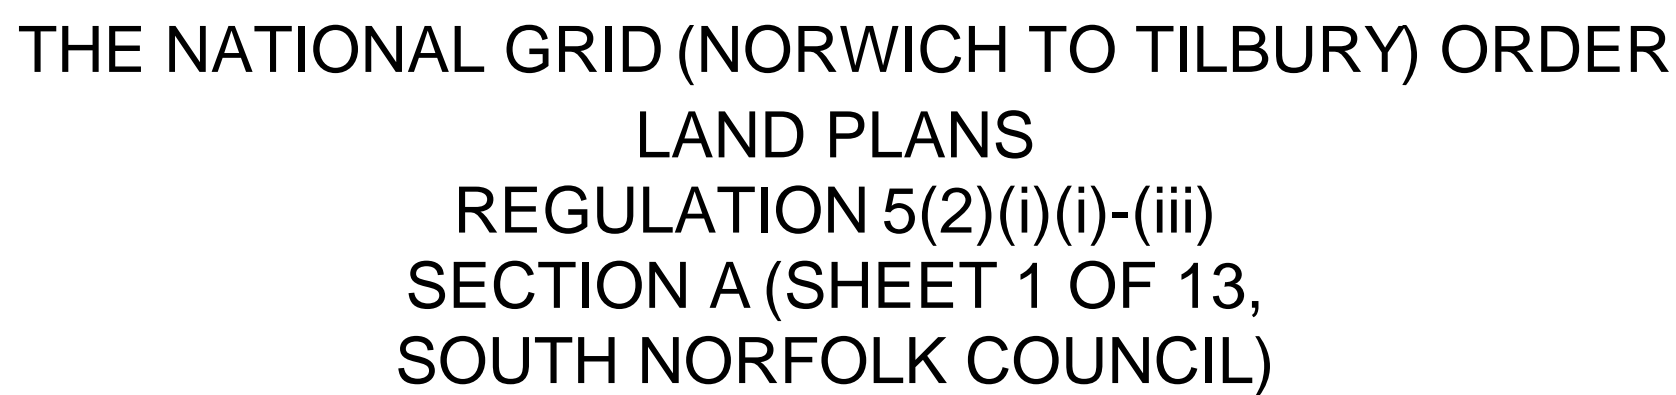 THE NATIONAL GRID (NORWICH TO TILBURY) ORDER
LAND PLANS
REGULATION 5(2)(i)(i)-(iii)
SECTION A (SHEET 1 OF 13,
SOUTH NORFOLK COUNCIL)